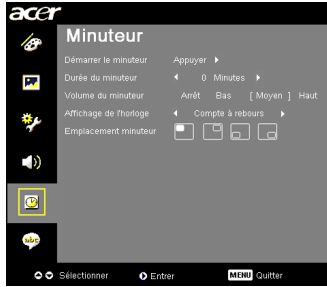 acer
Minuteur
Démarrer le minuteur Appuyer
Durée du minuteur 0 Minutes
Volume du minuteur Arrêt Bas [ Moyen ] Haut
Affichage de l'horloge Compte à rebours
Emplacement minuteur
abc
Sélectionner Entrer MENU Quitter